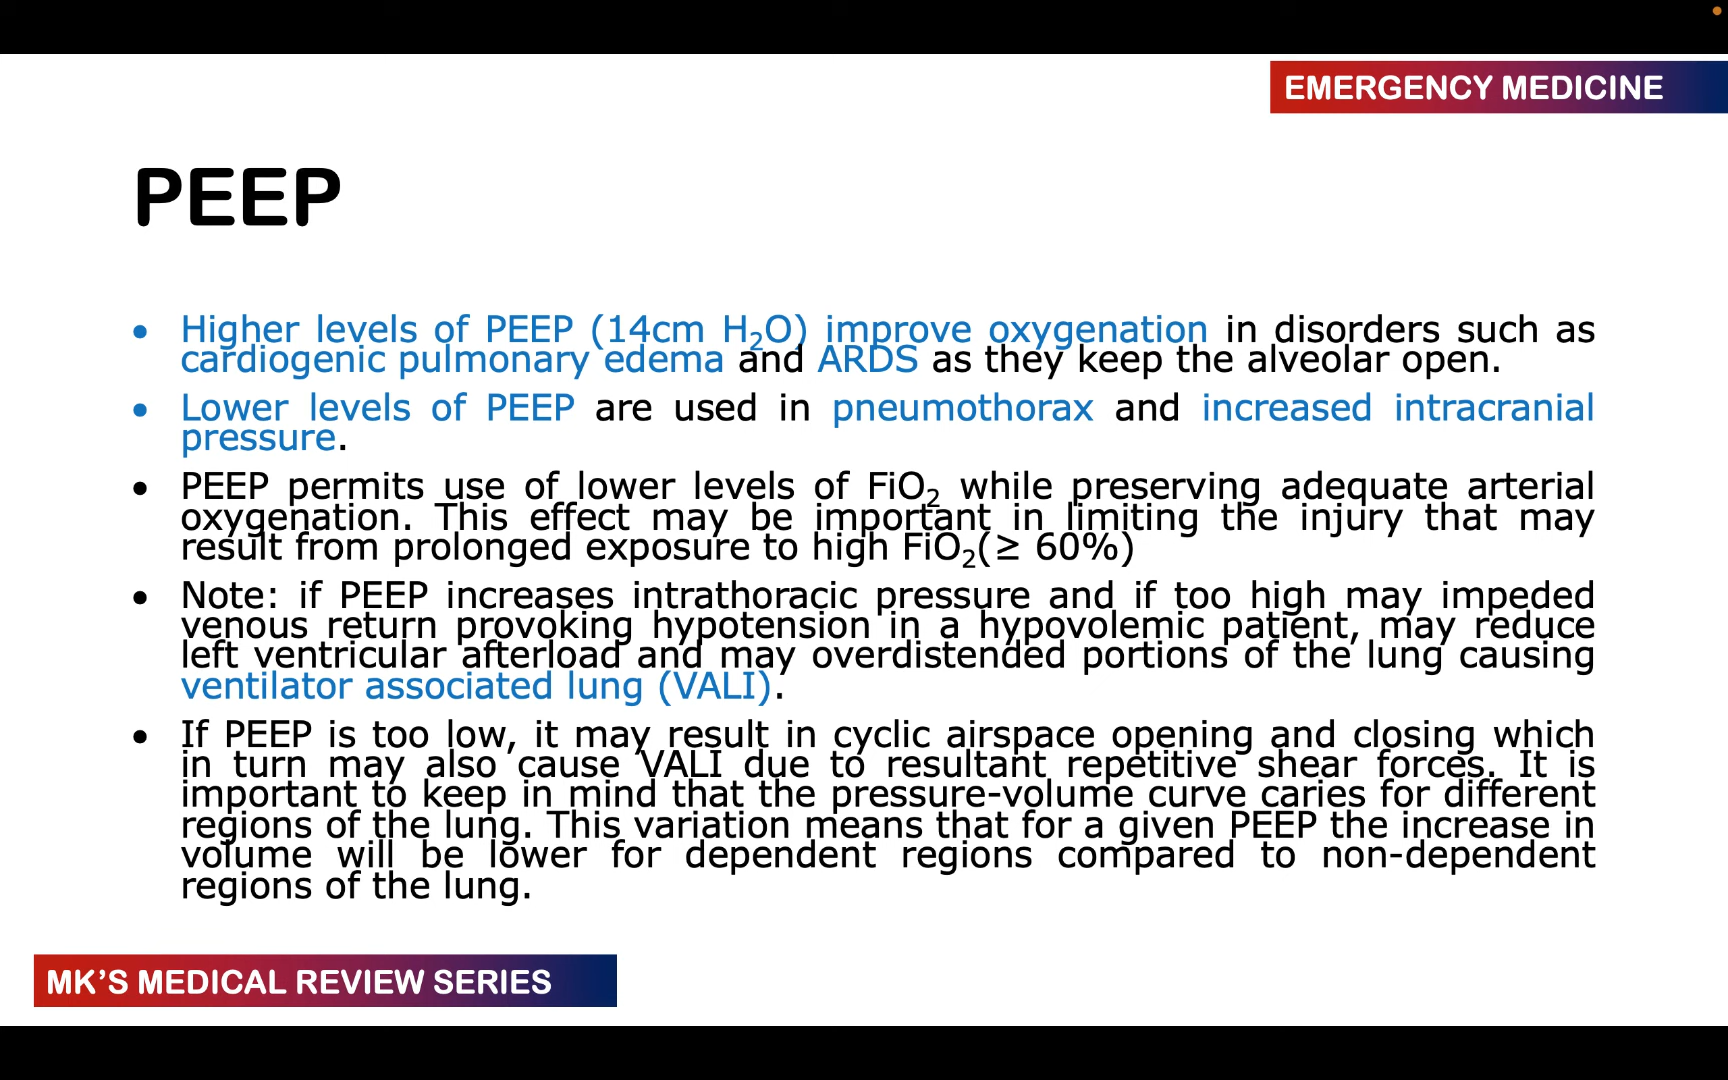 EMERGENCY MEDICINE
PEEP
• Higher levels of PEEP (14cm H₂O) improve oxygenation in disorders such as
cardiogenic pulmonary edema and ARDS as they keep the alveolar open.
• Lower levels of PEEP are used in pneumothorax and increased intracranial
pressure.
• PEEP permits use of lower levels of FiO₂ while preserving adequate arterial
oxygenation. This effect may be important in limiting the injury that may
result from prolonged exposure to high FiO₂(≥ 60%)
• Note: if PEEP increases intrathoracic pressure and if too high may impeded
venous return provoking hypotension in a hypovolemic patient, may reduce
left ventricular afterload and may overdistended portions of the lung causing
ventilator associated lung (VALI).
• If PEEP is too low, it may result in cyclic airspace opening and closing which
in turn may also cause VALI due to resultant repetitive shear forces. It is
important to keep in mind that the pressure-volume curve caries for different
regions of the lung. This variation means that for a given PEEP the increase in
volume will be lower for dependent regions compared to non-dependent
regions of the lung.
MK'S MEDICAL REVIEW SERIES